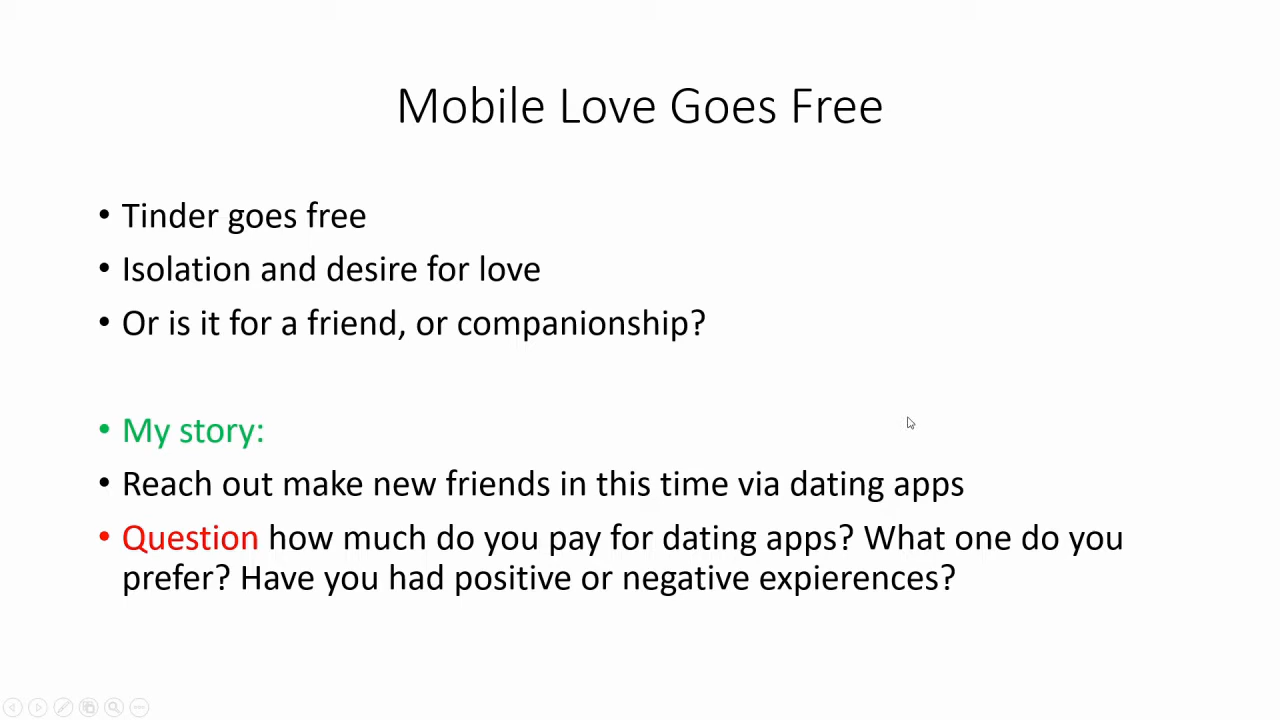 Mobile Love Goes Free
• Tinder goes free
• Isolation and desire for love
• Or is it for a friend, or companionship?
• My story:
• Reach out make new friends in this time via dating apps
• Question how much do you pay for dating apps? What one do you
prefer? Have you had positive or negative expierences?